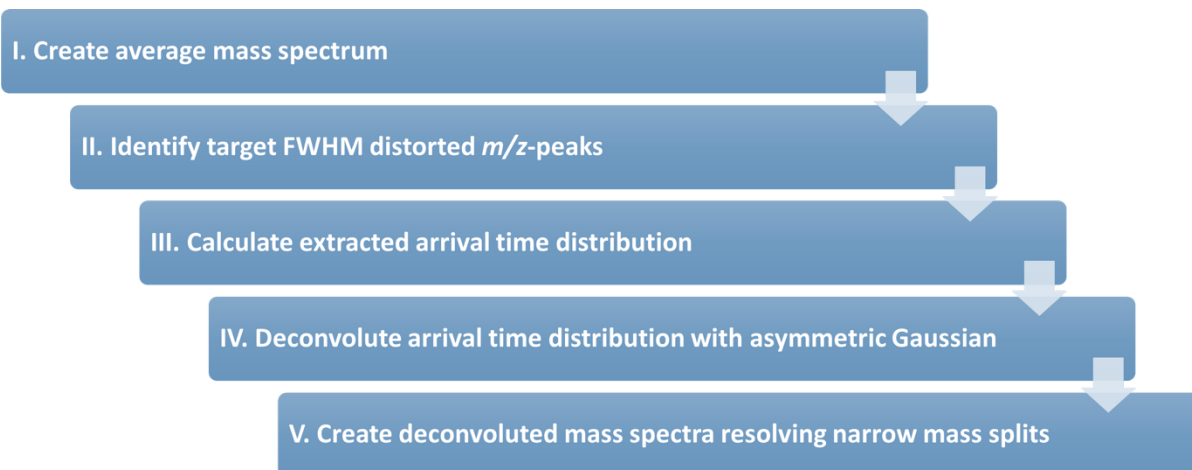 I. Create average mass spectrum
II. Identify target FWHM distorted m/z-peaks
III. Calculate extracted arrival time distribution
IV. Deconvolute arrival time distribution with asymmetric Gaussian
V. Create deconvoluted mass spectra resolving narrow mass splits